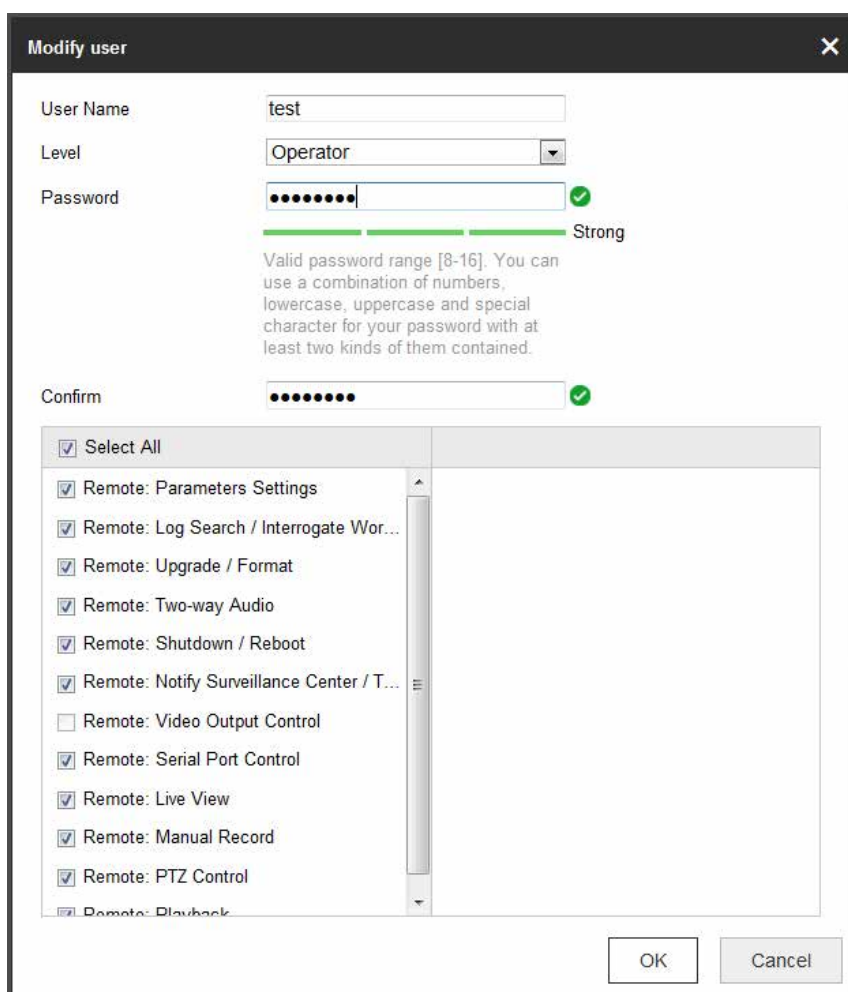 Modify user
User Name
test
Level
Operator
Password
••••••••
Strong
Valid password range [8-16]. You can
use a combination of numbers,
lowercase, uppercase and special
character for your password with at
least two kinds of them contained.
Confirm
••••••••
Select All
Remote: Parameters Settings
Remote: Log Search / Interrogate Wor...
Remote: Upgrade / Format
Remote: Two-way Audio
Remote: Shutdown / Reboot
Remote: Notify Surveillance Center / T...
Remote: Video Output Control
Remote: Serial Port Control
Remote: Live View
Remote: Manual Record
Remote: PTZ Control
Remote: Playback
OK
Cancel